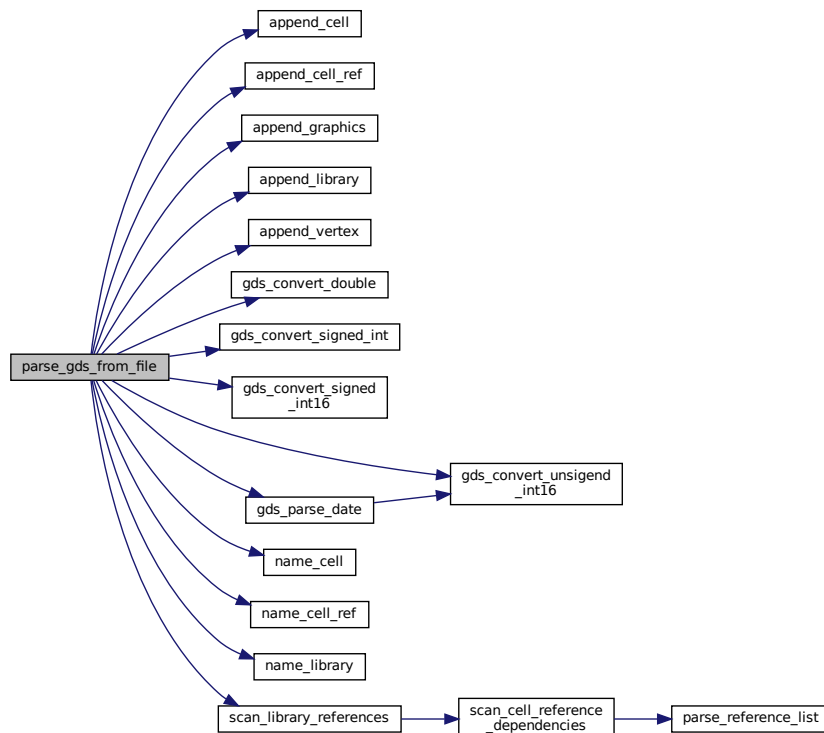 append_cell
append_cell_ref
append_graphics
append_library
append_vertex
gds_convert_double
gds_convert_signed_int
parse_gds_from_file
gds_convert_signed
_int16
gds_convert_unsigend
_int16
gds_parse_date
name_cell
name_cell_ref
name_library
scan_library_references
scan_cell_reference
_dependencies
parse_reference_list